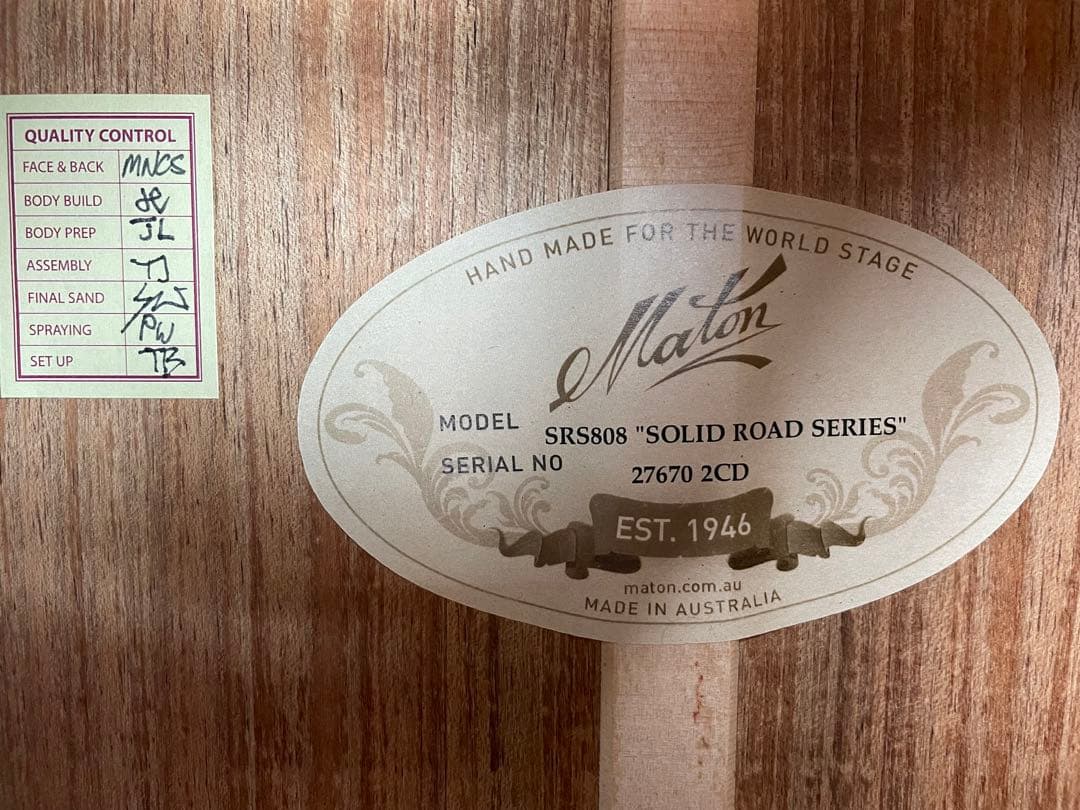 QUALITY CONTROL
FACE & BACK MNCS
BODY BUILD
BODY PREP JL
ASSEMBLY TJ
FINAL SAND
SPRAYING PW
SET UP TB
HAND MADE FOR THE WORLD STAGE
Maton
MODEL SRS808 "SOLID ROAD SERIES"
SERIAL NO 27670 2CD
EST. 1946
maton.com.au
MADE IN AUSTRALIA